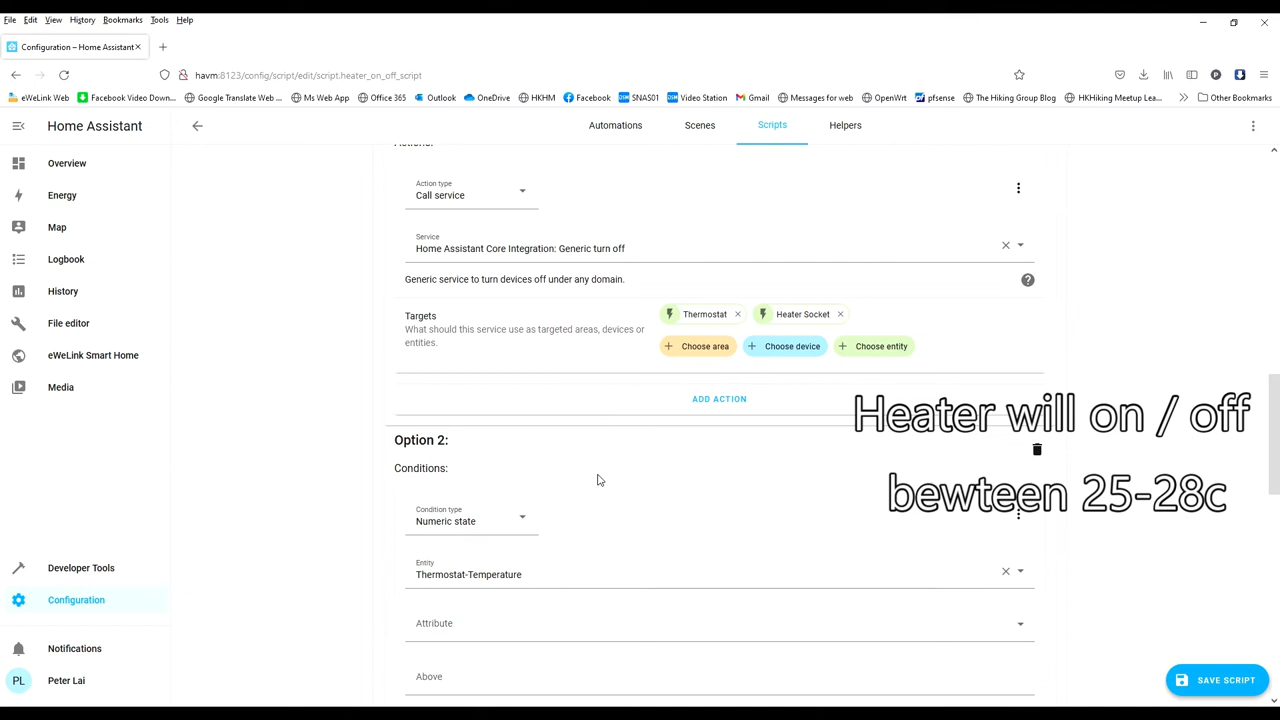 File Edit View History Bookmarks Tools Help
Configuration – Home Assistant
havm:8123/config/script/edit/script.heater_on_off_script
eWeLink Web Facebook Video Down... Google Translate Web ... Ms Web App Office 365 Outlook OneDrive HKHM Facebook SNAS01 Video Station Gmail Messages for web OpenWrt pfsense The Hiking Group Blog HKHiking Meetup Lea... Other Bookmarks
Home Assistant
Automations Scenes Scripts Helpers
Overview
Energy
Map
Logbook
History
File editor
eWeLink Smart Home
Media
Developer Tools
Configuration
Notifications
PL Peter Lai
Actions:
Action type
Call service
Service
Home Assistant Core Integration: Generic turn off
Generic service to turn devices off under any domain.
Targets
What should this service use as targeted areas, devices or
entities.
Thermostat Heater Socket
Choose area Choose device Choose entity
ADD ACTION
Heater will on / off
bewteen 25-28c
Option 2:
Conditions:
Condition type
Numeric state
Entity
Thermostat-Temperature
Attribute
Above
SAVE SCRIPT